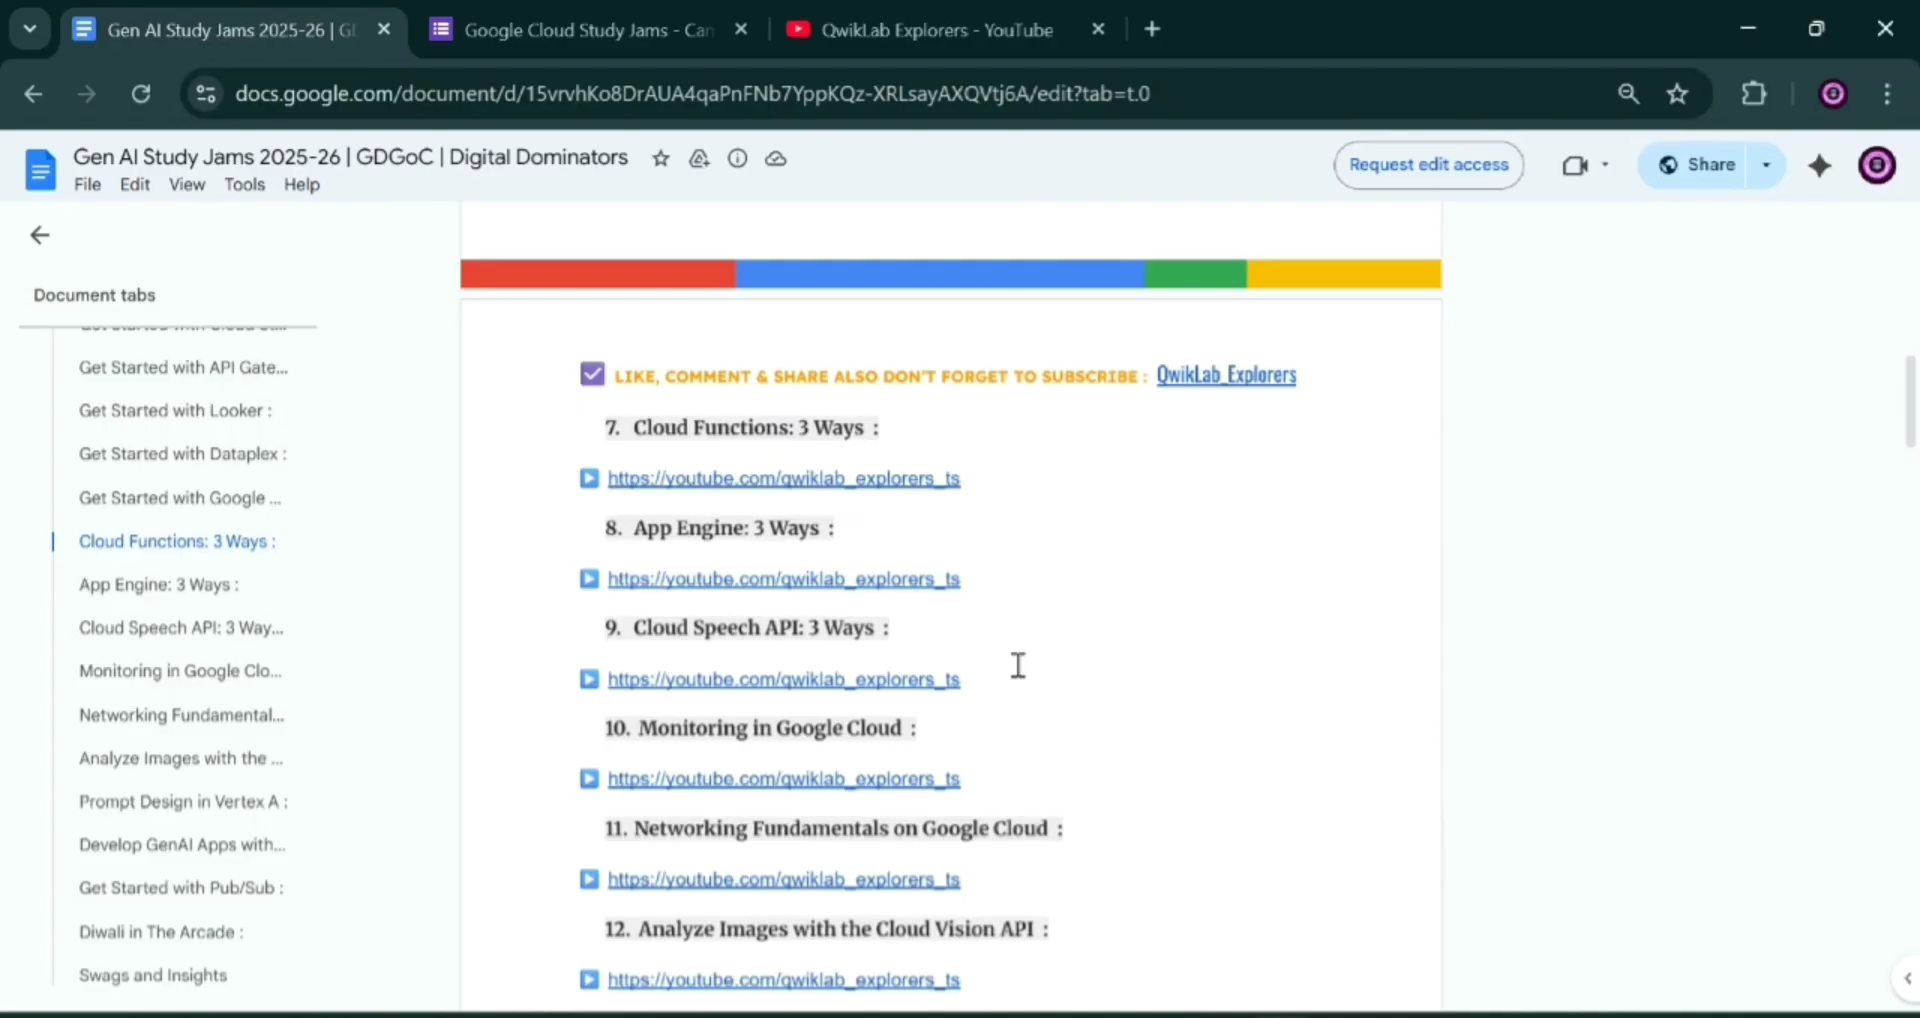 Gen AI Study Jams 2025-26 | GD
Google Cloud Study Jams - Can
QwikLab Explorers - YouTube
docs.google.com/document/d/15vrvhKo8DrAUA4qaPnFNb7YppKQz-XRLsayAXQVtj6A/edit?tab=t.0
Gen AI Study Jams 2025-26 | GDGoC | Digital Dominators
File Edit View Tools Help
Request edit access
Share
Document tabs
Get Started with API Gate...
Get Started with Looker :
Get Started with Dataplex :
Get Started with Google ...
Cloud Functions: 3 Ways :
App Engine: 3 Ways :
Cloud Speech API: 3 Way...
Monitoring in Google Clo...
Networking Fundamental...
Analyze Images with the ...
Prompt Design in Vertex A :
Develop GenAI Apps with...
Get Started with Pub/Sub :
Diwali in The Arcade :
Swags and Insights
LIKE, COMMENT & SHARE ALSO DON'T FORGET TO SUBSCRIBE : QwikLab_Explorers
7. Cloud Functions: 3 Ways :
https://youtube.com/qwiklab_explorers_ts
8. App Engine: 3 Ways :
https://youtube.com/qwiklab_explorers_ts
9. Cloud Speech API: 3 Ways :
https://youtube.com/qwiklab_explorers_ts
10. Monitoring in Google Cloud :
https://youtube.com/qwiklab_explorers_ts
11. Networking Fundamentals on Google Cloud :
https://youtube.com/qwiklab_explorers_ts
12. Analyze Images with the Cloud Vision API :
https://youtube.com/qwiklab_explorers_ts